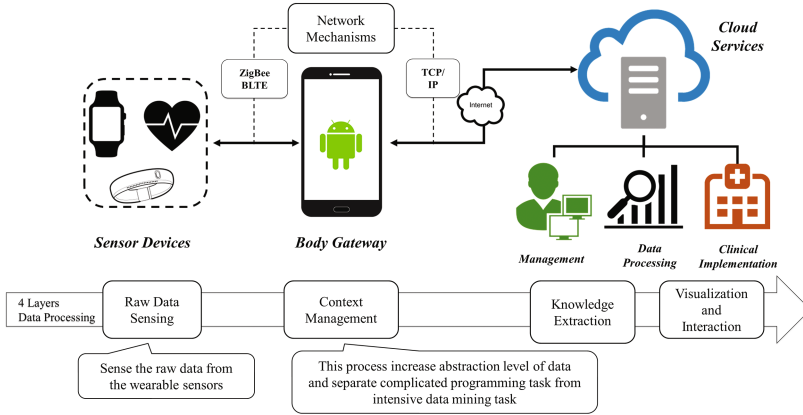 Network
Mechanisms
Cloud
Services
ZigBee
BLTE
TCP/
IP
Internet
Sensor Devices
Body Gateway
Management
Data
Processing
Clinical
Implementation
4 Layers
Data Processing
Raw Data
Sensing
Context
Management
Knowledge
Extraction
Visualization
and
Interaction
Sense the raw data from
the wearable sensors
This process increase abstraction level of data
and separate complicated programming task from
intensive data mining task